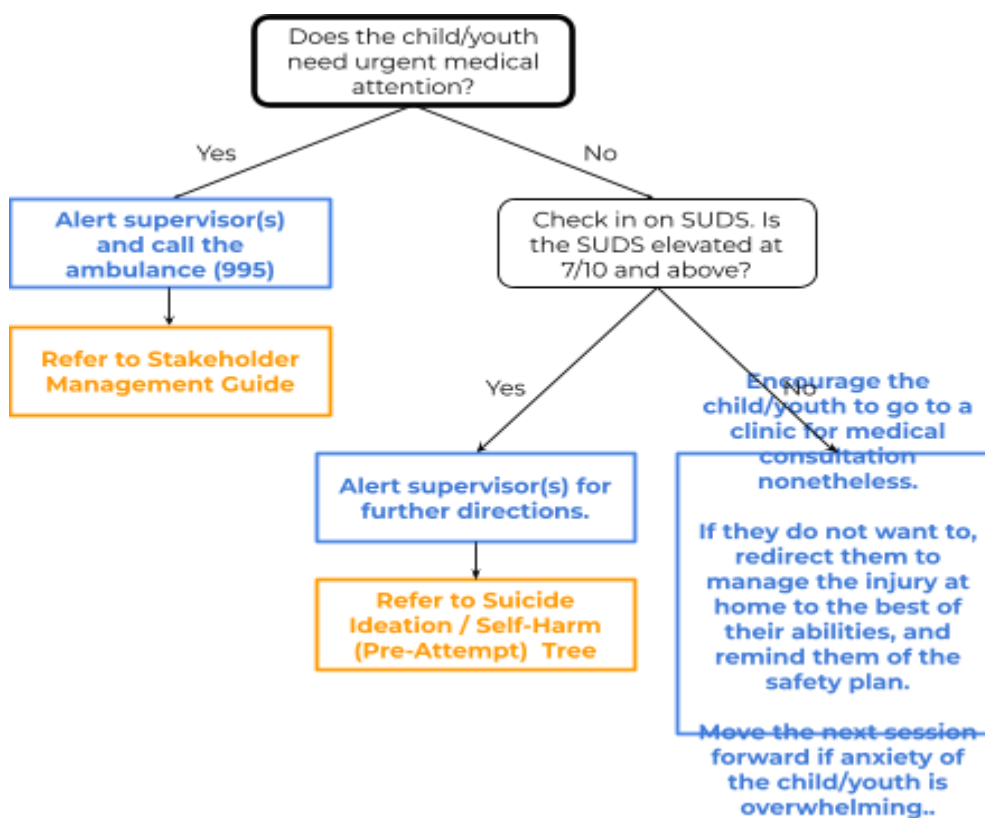 Does the child/youth
need urgent medical
attention?
Yes
No
Alert supervisor(s)
and call the
ambulance (995)
Check in on SUDS. Is
the SUDS elevated at
7/10 and above?
Refer to Stakeholder
Management Guide
Yes
No
Alert supervisor(s) for
further directions.
Refer to Suicide
Ideation / Self-Harm
(Pre-Attempt) Tree
Encourage the
child/youth to go to a
clinic for medical
consultation
nonetheless.
If they do not want to,
redirect them to
manage the injury at
home to the best of
their abilities, and
remind them of the
safety plan.
Move the next session
forward if anxiety of
the child/youth is
overwhelming..